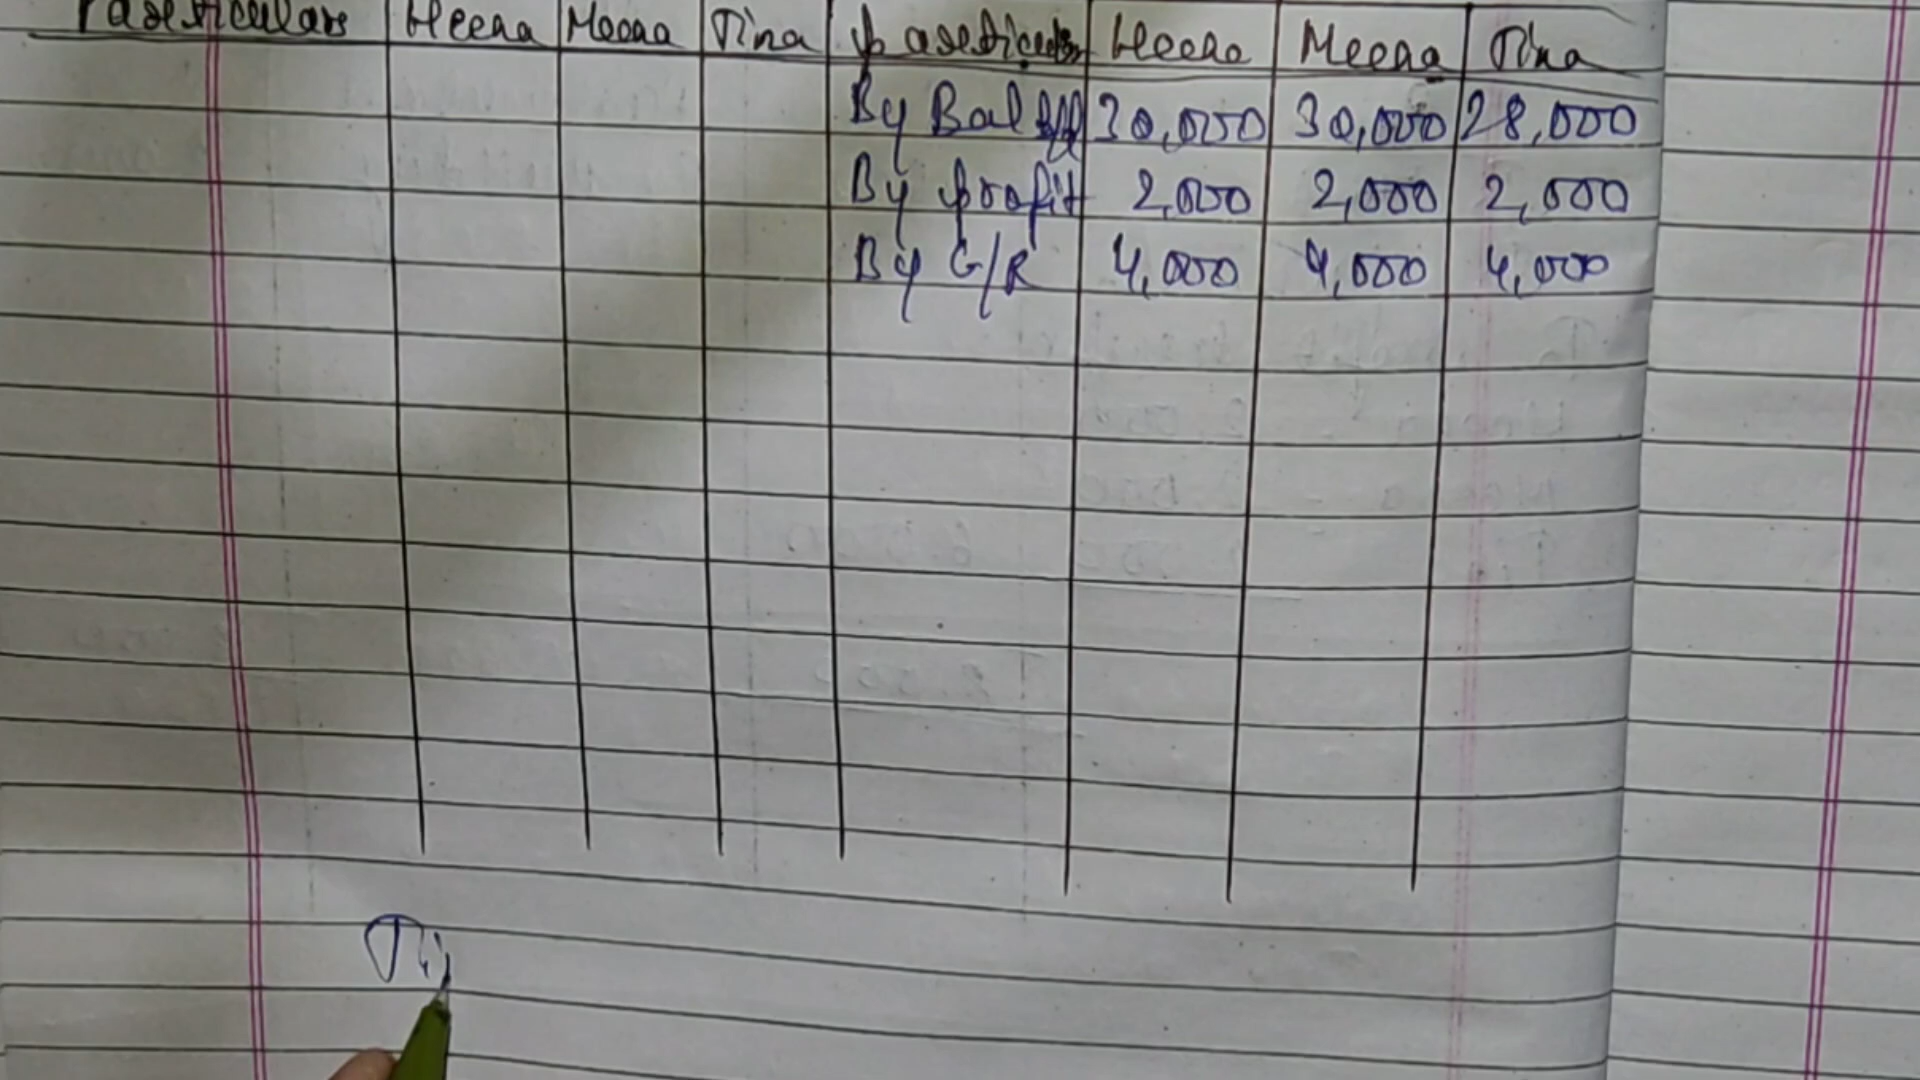 Particulars Heena Meena Tina Particulars Heena Meena Tina
By Bal b/f 30,000 30,000 28,000
By profit 2,000 2,000 2,000
By G/R 4,000 4,000 4,000
Ti